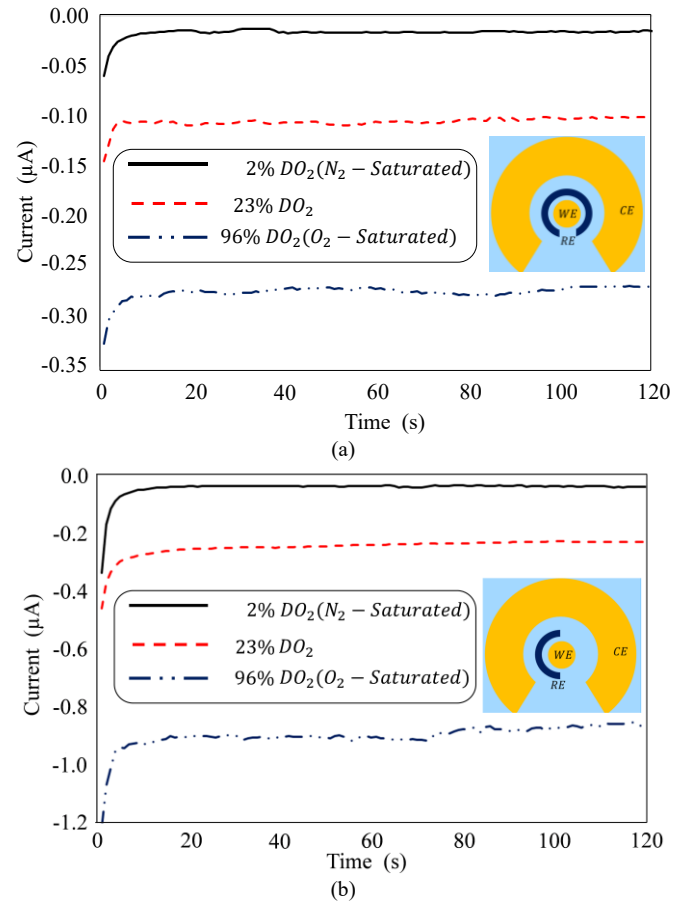 0.00
-0.05
-0.10
-0.15
-0.20
-0.25
-0.30
-0.35
Current (μA)
2% DO₂(N₂ − Saturated)
23% DO₂
96% DO₂(O₂ − Saturated)
WE
CE
RE
0 20 40 60 80 100 120
Time (s)
(a)
0.0
-0.2
-0.4
-0.6
-0.8
-1.0
-1.2
Current (μA)
2% DO₂(N₂ − Saturated)
23% DO₂
96% DO₂(O₂ − Saturated)
WE
CE
RE
0 20 40 60 80 100 120
Time (s)
(b)